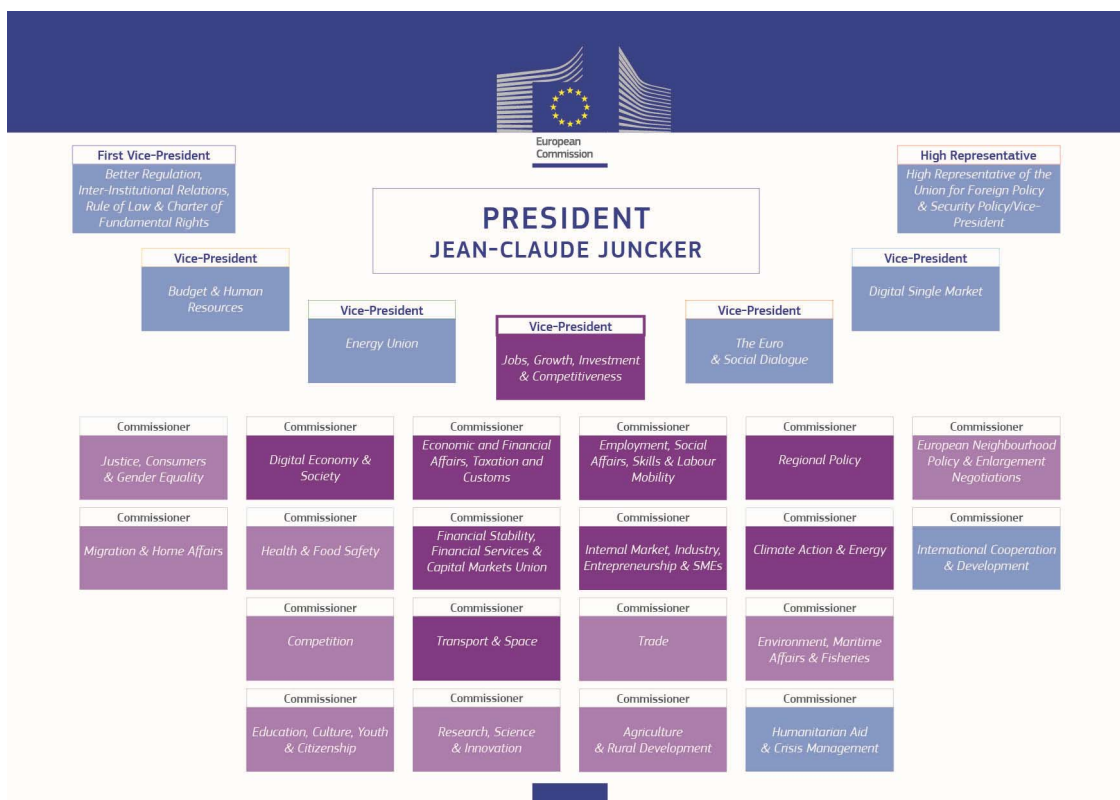 European
Commission
First Vice-President
Better Regulation,
Inter-Institutional Relations,
Rule of Law & Charter of
Fundamental Rights
High Representative
High Representative of the
Union for Foreign Policy
& Security Policy/Vice-
President
PRESIDENT
JEAN-CLAUDE JUNCKER
Vice-President
Budget & Human
Resources
Vice-President
Digital Single Market
Vice-President
Energy Union
Vice-President
Jobs, Growth, Investment
& Competitiveness
Vice-President
The Euro
& Social Dialogue
Commissioner
Justice, Consumers
& Gender Equality
Commissioner
Digital Economy &
Society
Commissioner
Economic and Financial
Affairs, Taxation and
Customs
Commissioner
Employment, Social
Affairs, Skills & Labour
Mobility
Commissioner
Regional Policy
Commissioner
European Neighbourhood
Policy & Enlargement
Negotiations
Commissioner
Migration & Home Affairs
Commissioner
Health & Food Safety
Commissioner
Financial Stability,
Financial Services &
Capital Markets Union
Commissioner
Internal Market, Industry,
Entrepreneurship & SMEs
Commissioner
Climate Action & Energy
Commissioner
International Cooperation
& Development
Commissioner
Competition
Commissioner
Transport & Space
Commissioner
Trade
Commissioner
Environment, Maritime
Affairs & Fisheries
Commissioner
Education, Culture, Youth
& Citizenship
Commissioner
Research, Science
& Innovation
Commissioner
Agriculture
& Rural Development
Commissioner
Humanitarian Aid
& Crisis Management